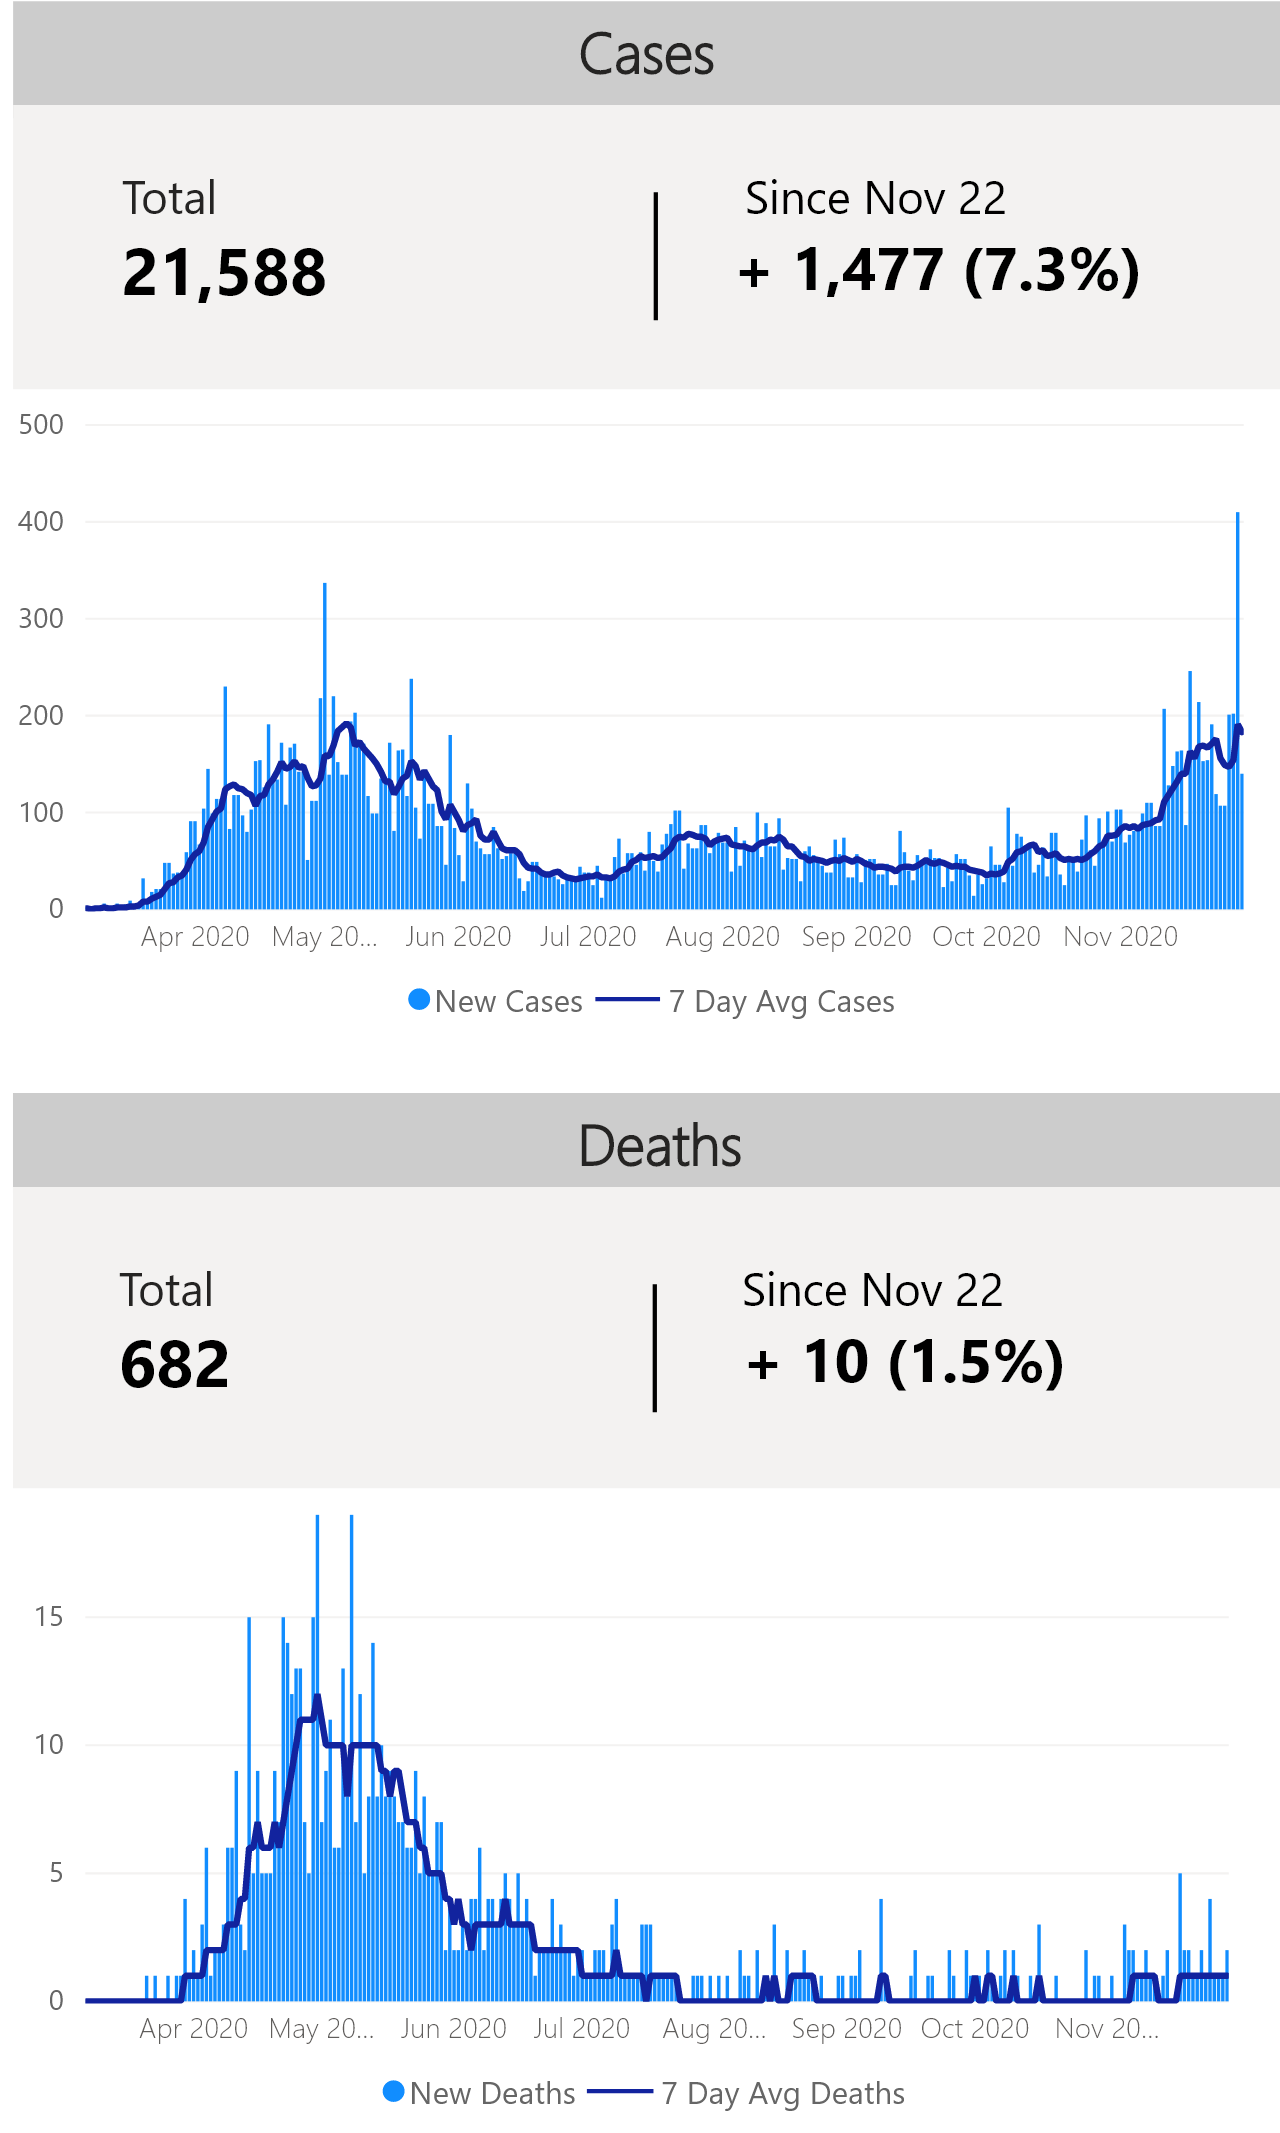 Cases
Total
Since Nov 22
21,588
+ 1,477 (7.3%)
500
400
300
200
100
0
Apr 2020 May 20... Jun 2020 Jul 2020 Aug 2020 Sep 2020 Oct 2020 Nov 2020
New Cases 7 Day Avg Cases
Deaths
Total
Since Nov 22
682
+ 10 (1.5%)
15
10
5
0
Apr 2020 May 20... Jun 2020 Jul 2020 Aug 20... Sep 2020 Oct 2020 Nov 20...
New Deaths 7 Day Avg Deaths